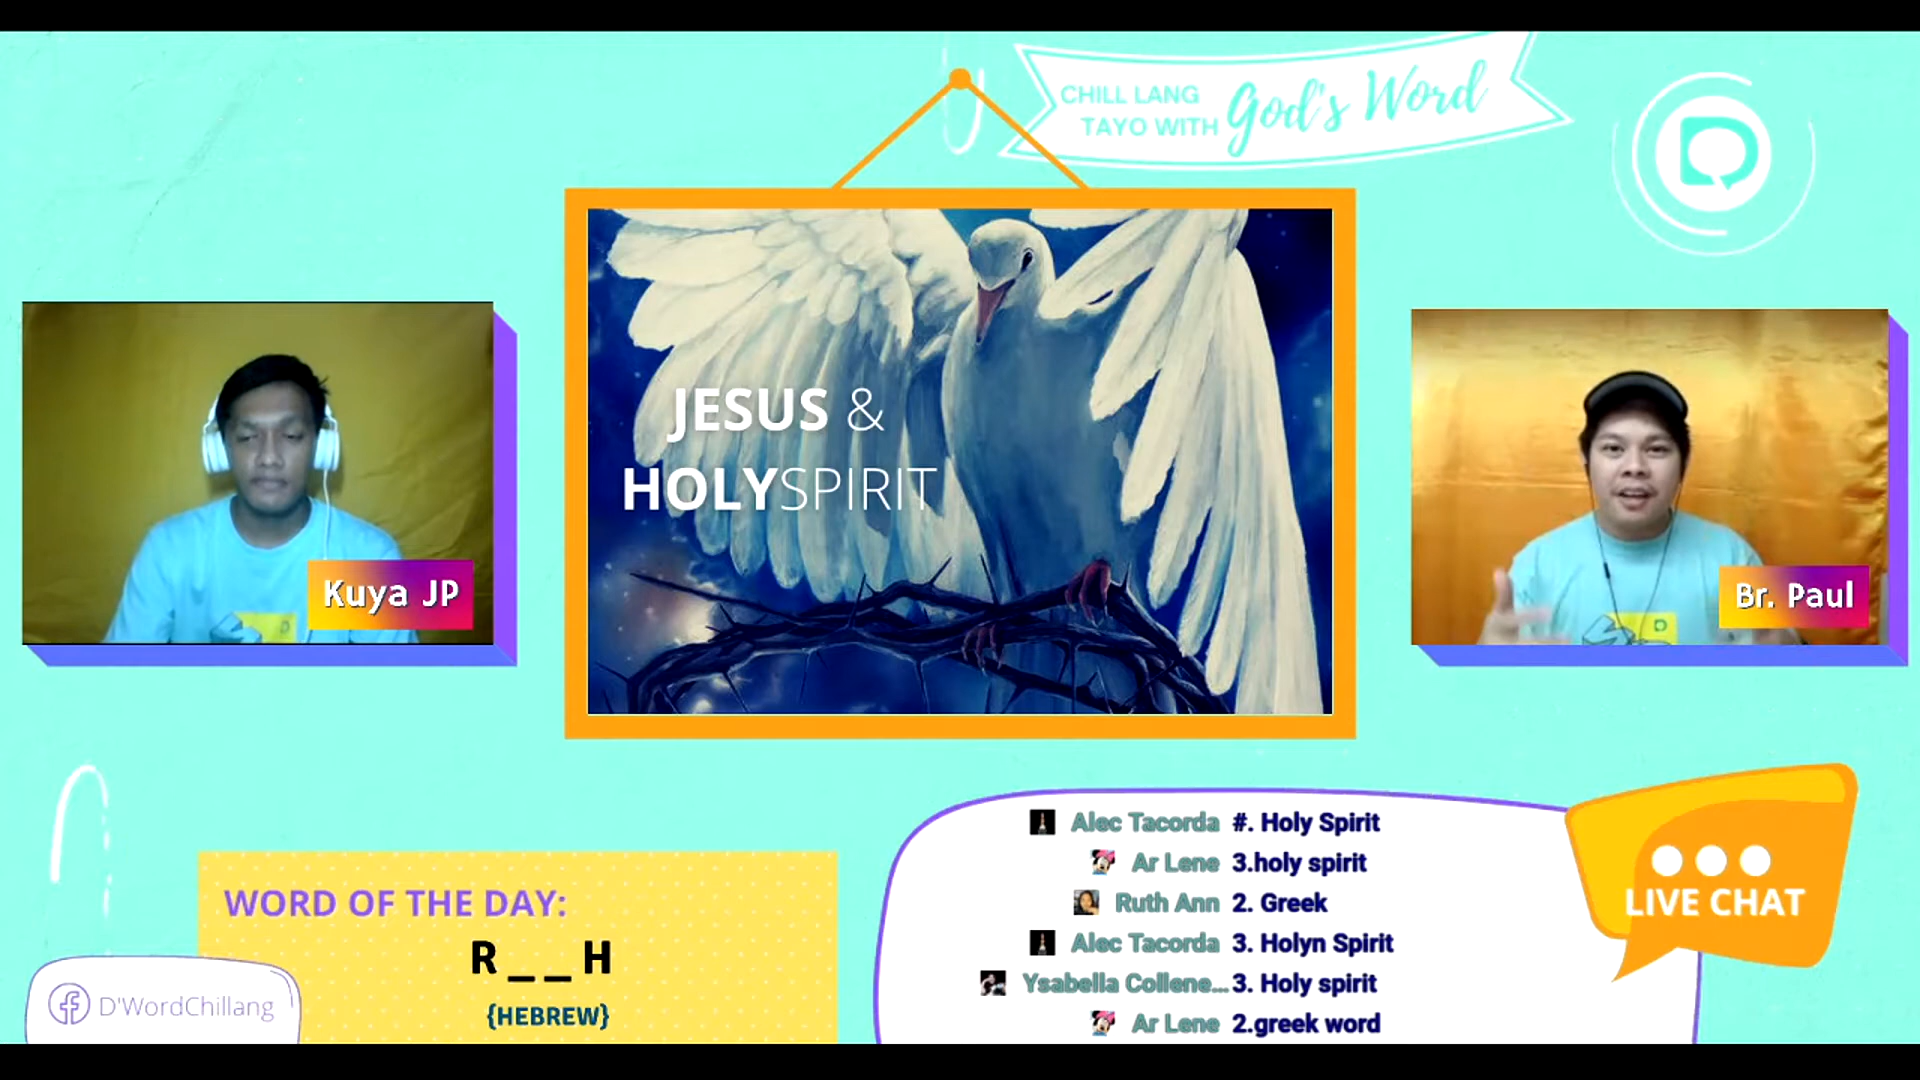 CHILL LANG
TAYO WITH God's Word
JESUS &
HOLYSPIRIT
Kuya JP
Br. Paul
WORD OF THE DAY:
R _ _ H
{HEBREW}
D'WordChillang
Alec Tacorda #. Holy Spirit
Ar Lene 3.holy spirit
Ruth Ann 2. Greek
Alec Tacorda 3. Holyn Spirit
Ysabella Collene... 3. Holy spirit
Ar Lene 2.greek word
LIVE CHAT